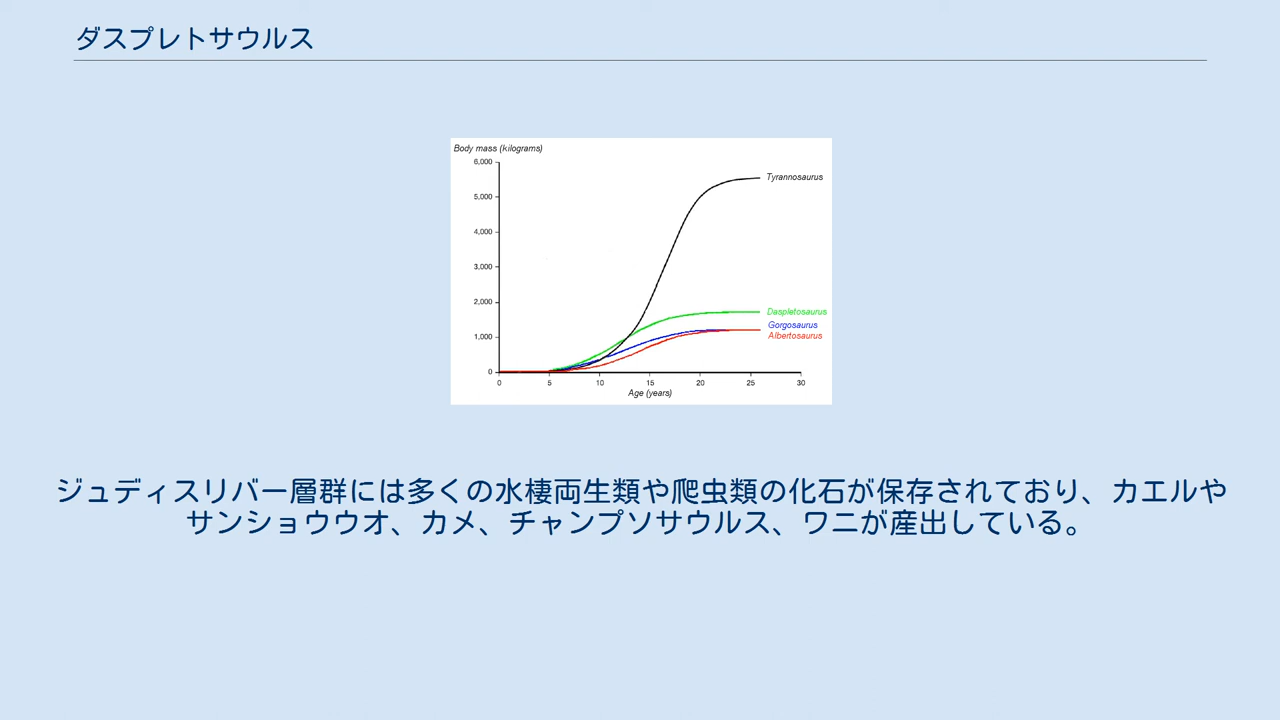 ダスプレトサウルス
Body mass (kilograms)
6,000
5,000
4,000
3,000
2,000
1,000
0
0 5 10 15 20 25 30
Age (years)
Tyrannosaurus
Daspletosaurus
Gorgosaurus
Albertosaurus
ジュディスリバー層群には多くの水棲両生類や爬虫類の化石が保存されており、カエルや
サンショウウオ、カメ、チャンプソサウルス、ワニが産出している。